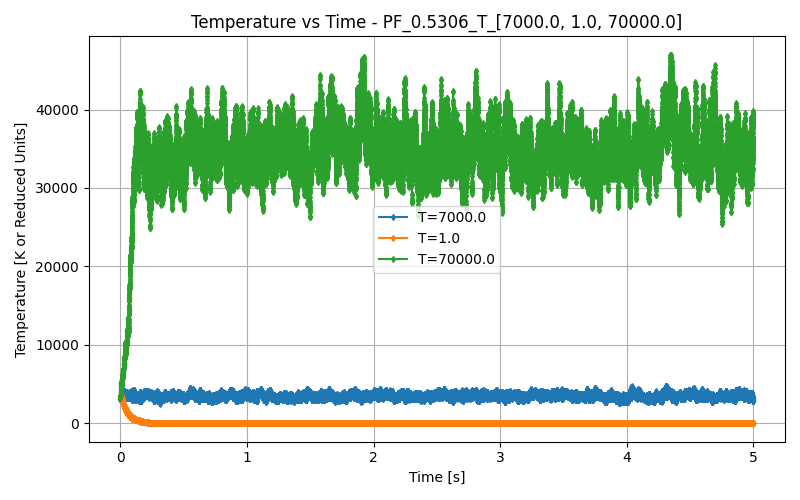 Temperature vs Time - PF_0.5306_T_[7000.0, 1.0, 70000.0]
Temperature [K or Reduced Units]
40000
30000
20000
10000
0
T=7000.0
T=1.0
T=70000.0
0 1 2 3 4 5
Time [s]